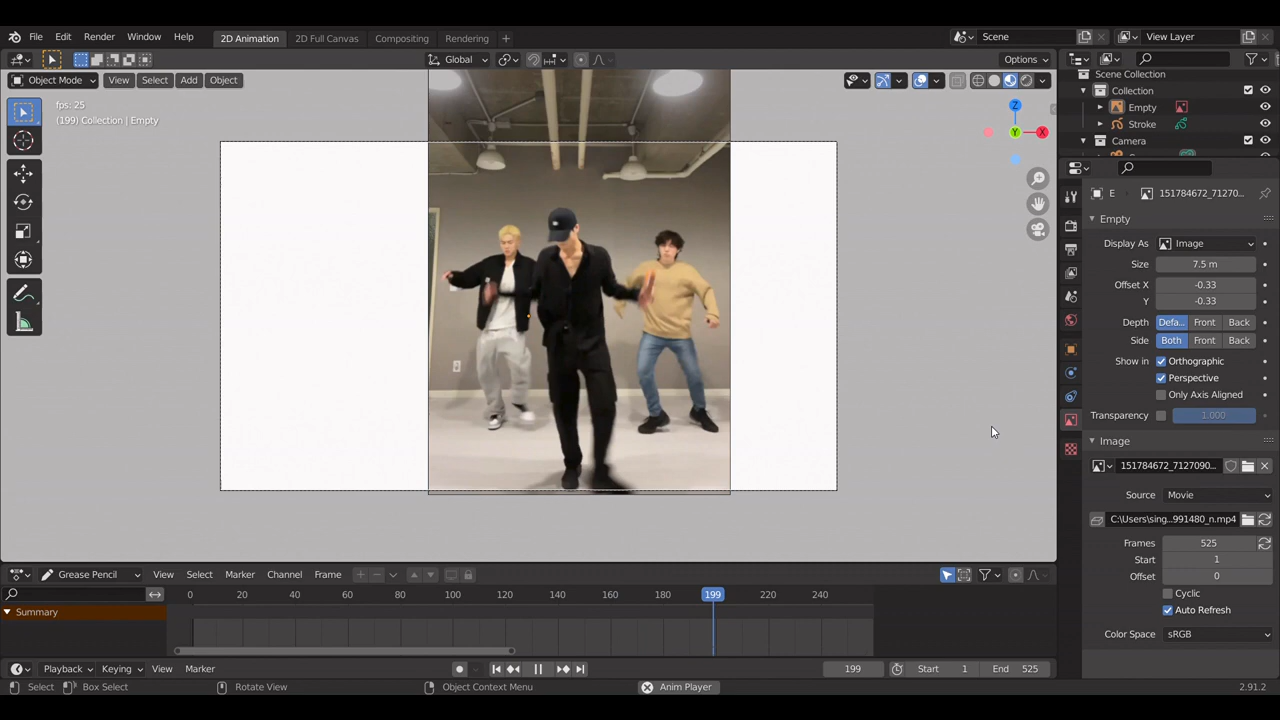 File Edit Render Window Help 2D Animation 2D Full Canvas Compositing Rendering + Scene View Layer
Global Options
Object Mode View Select Add Object
fps: 25
(199) Collection | Empty
Z
Y
X
Scene Collection
Collection
Empty
Stroke
Camera
E 151784672_71270...
Empty
Display As Image
Size 7.5 m
Offset X -0.33
Y -0.33
Depth Defa... Front Back
Side Both Front Back
Show in Orthographic
Perspective
Only Axis Aligned
Transparency 1.000
Image
151784672_7127090...
Source Movie
C:\Users\sing...991480_n.mp4
Frames 525
Start 1
Offset 0
Cyclic
Auto Refresh
Color Space sRGB
Grease Pencil View Select Marker Channel Frame
0 20 40 60 80 100 120 140 160 180 199 220 240
Summary
Playback Keying View Marker 199 Start 1 End 525
Select Box Select Rotate View Object Context Menu Anim Player 2.91.2